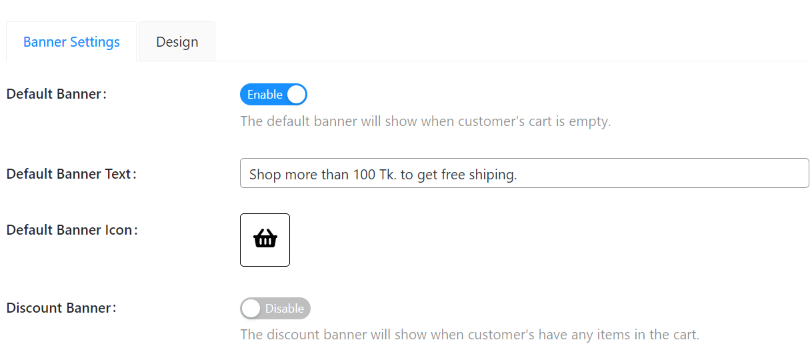 Banner Settings
Design
Default Banner:
Enable
The default banner will show when customer's cart is empty.
Default Banner Text:
Shop more than 100 Tk. to get free shiping.
Default Banner Icon:
Discount Banner:
Disable
The discount banner will show when customer's have any items in the cart.